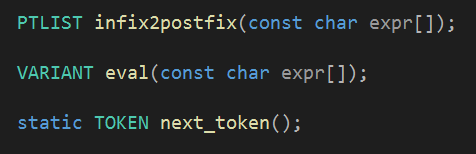 PTLIST infix2postfix(const char expr[]);
VARIANT eval(const char expr[]);
static TOKEN next_token();